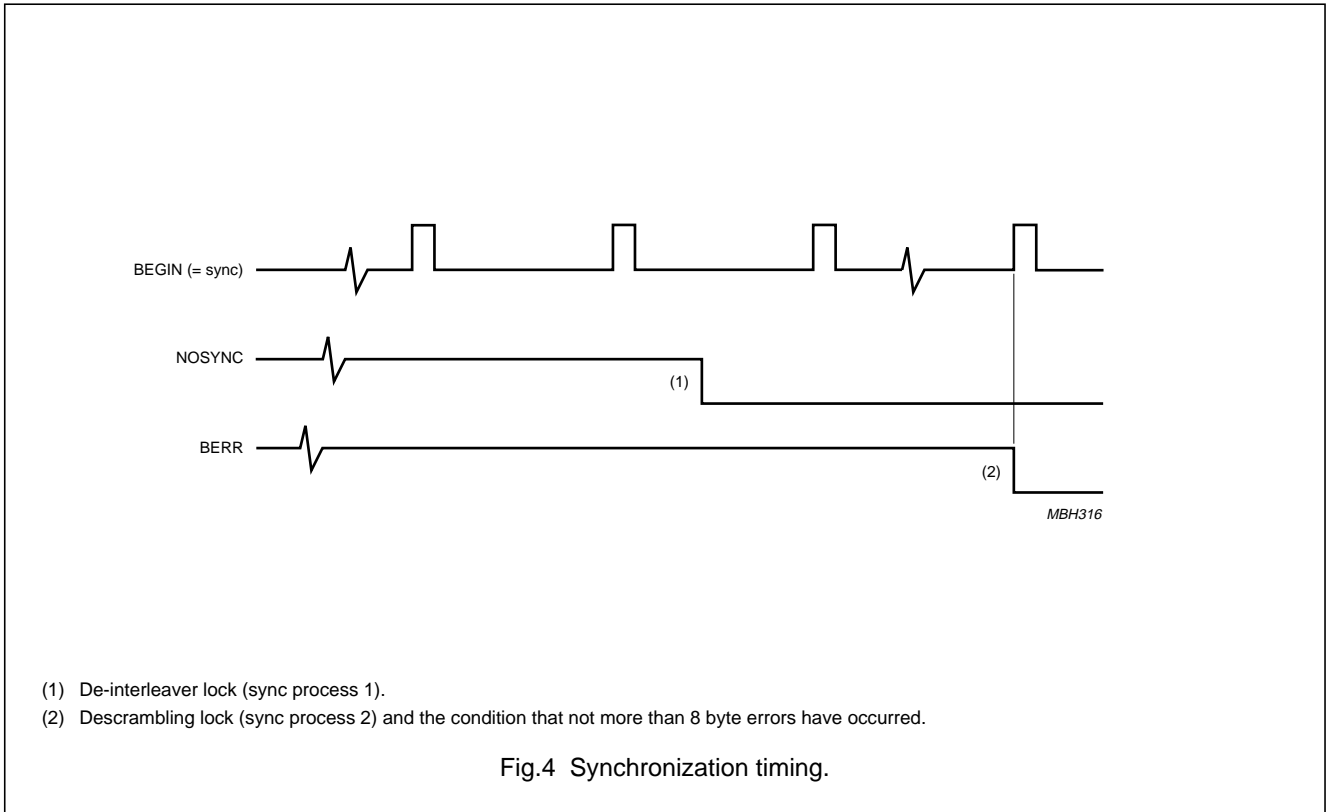 BEGIN (= sync)
NOSYNC
(1)
BERR
(2)
MBH316
(1) De-interleaver lock (sync process 1).
(2) Descrambling lock (sync process 2) and the condition that not more than 8 byte errors have occurred.
Fig.4 Synchronization timing.